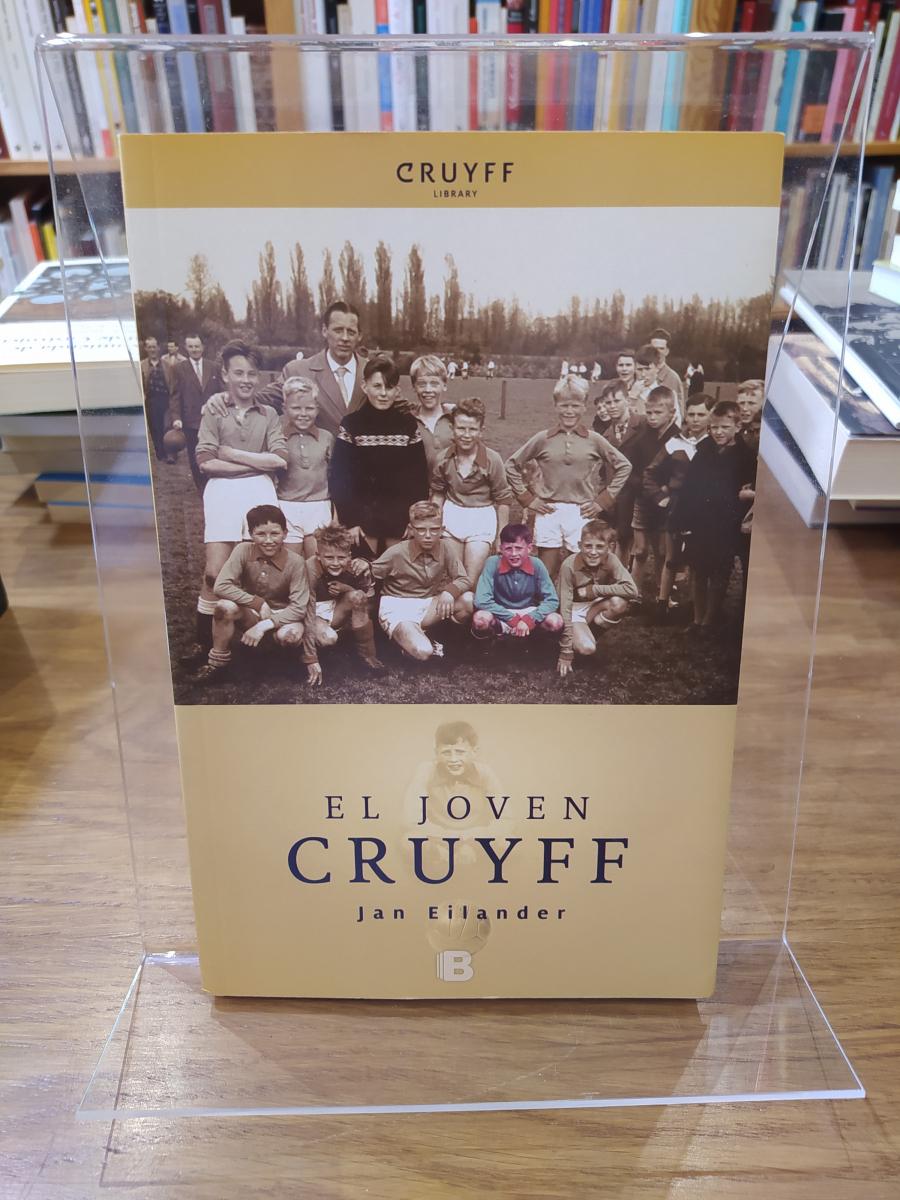 CRUYFF
LIBRARY
EL JOVEN
CRUYFF
Jan Eilander
B